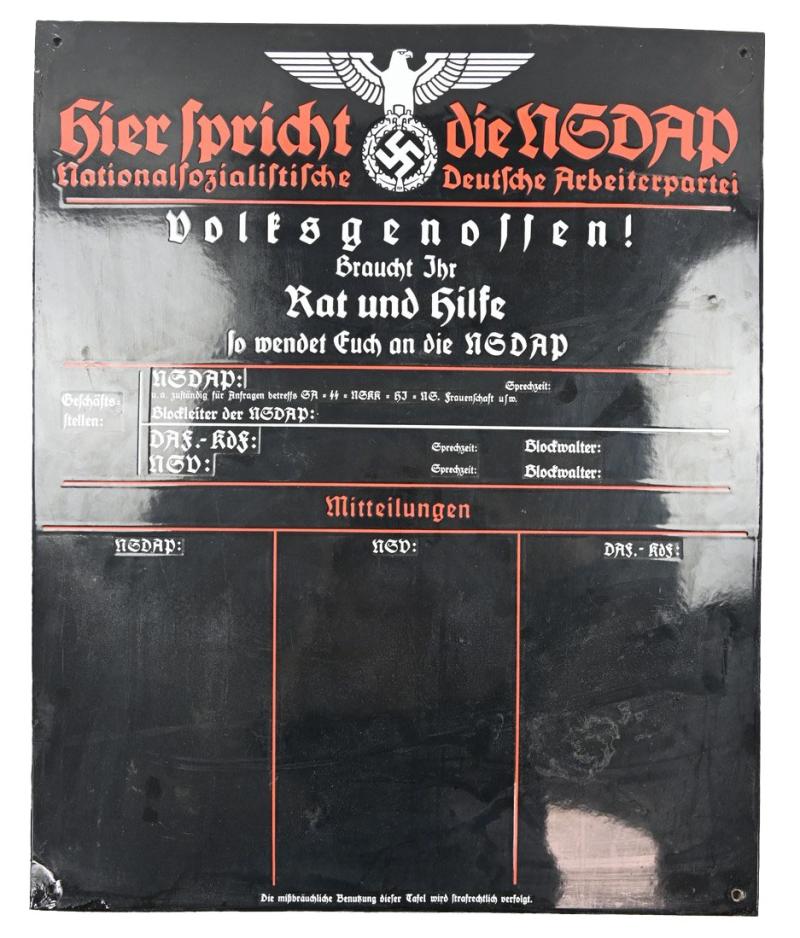 Hier spricht die NSDAP
Nationalsozialistische Deutsche Arbeiterpartei
Volksgenossen!
Braucht Ihr
Rat und Hilfe
so wendet Euch an die NSDAP
Geschäfts-
stellen:
NSDAP: Sprechzeit:
u.a. zuständig für Anfragen betreffs SA = SS = NSKK = HJ = NS. Frauenschaft usw.
Blockleiter der NSDAP:
DAF.-KdF: Sprechzeit: Blockwalter:
NSV: Sprechzeit: Blockwalter:
Mitteilungen
NSDAP: NSV: DAF.-KdF:
Die mißbräuchliche Benutzung dieser Tafel wird strafrechtlich verfolgt.